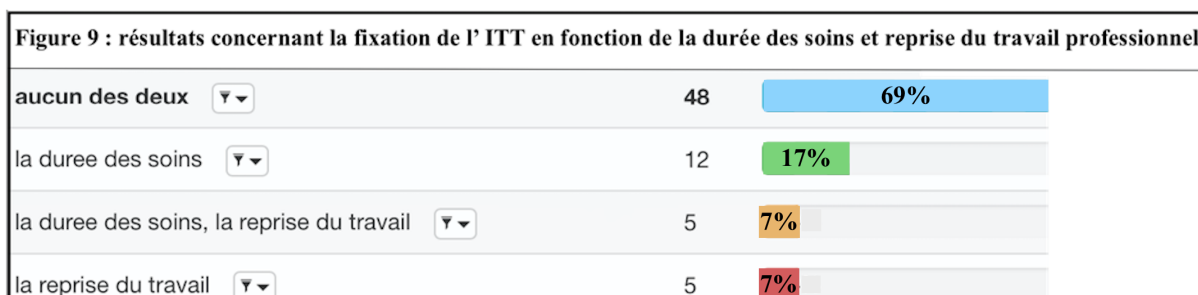 Figure 9 : résultats concernant la fixation de l’ ITT en fonction de la durée des soins et reprise du travail professionnel
aucun des deux 48 69%
la duree des soins 12 17%
la duree des soins, la reprise du travail 5 7%
la reprise du travail 5 7%